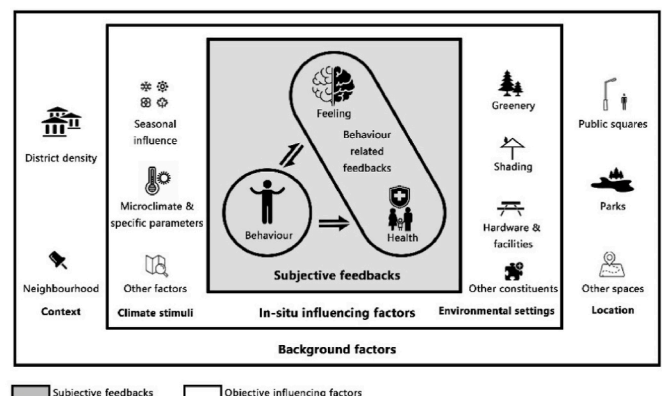 District density
Neighbourhood
Context
Seasonal
influence
Microclimate &
specific parameters
Other factors
Climate stimuli
Feeling
Behaviour
related
feedbacks
Behaviour
Health
Subjective feedbacks
In-situ influencing factors
Greenery
Shading
Hardware &
facilities
Other constituents
Environmental settings
Public squares
Parks
Other spaces
Location
Background factors
Subjective feedbacks
Objective influencing factors